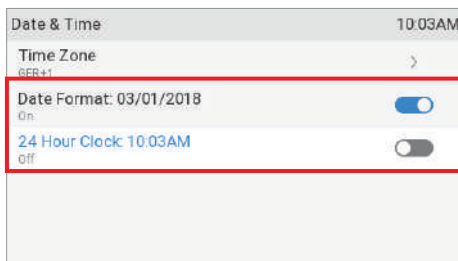 Date & Time 10:03AM
Time Zone
GER+1
Date Format: 03/01/2018
On
24 Hour Clock: 10:03AM
Off